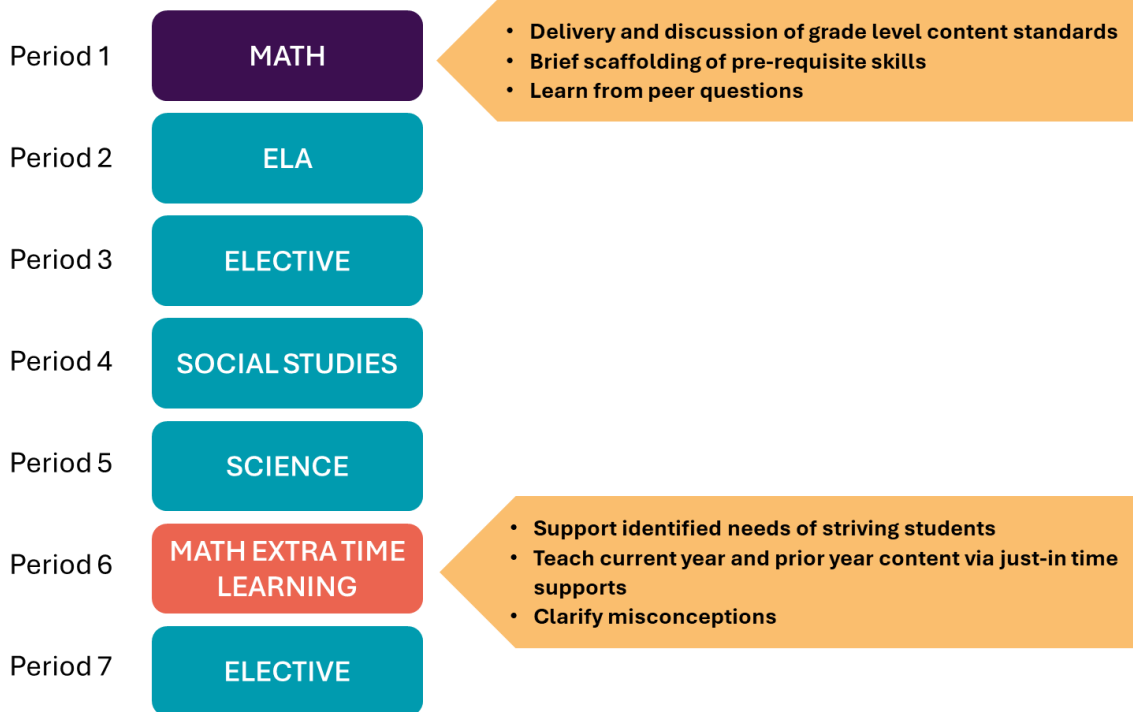 Period 1
MATH
• Delivery and discussion of grade level content standards
• Brief scaffolding of pre-requisite skills
• Learn from peer questions
Period 2
ELA
Period 3
ELECTIVE
Period 4
SOCIAL STUDIES
Period 5
SCIENCE
Period 6
MATH EXTRA TIME
LEARNING
• Support identified needs of striving students
• Teach current year and prior year content via just-in time
supports
• Clarify misconceptions
Period 7
ELECTIVE